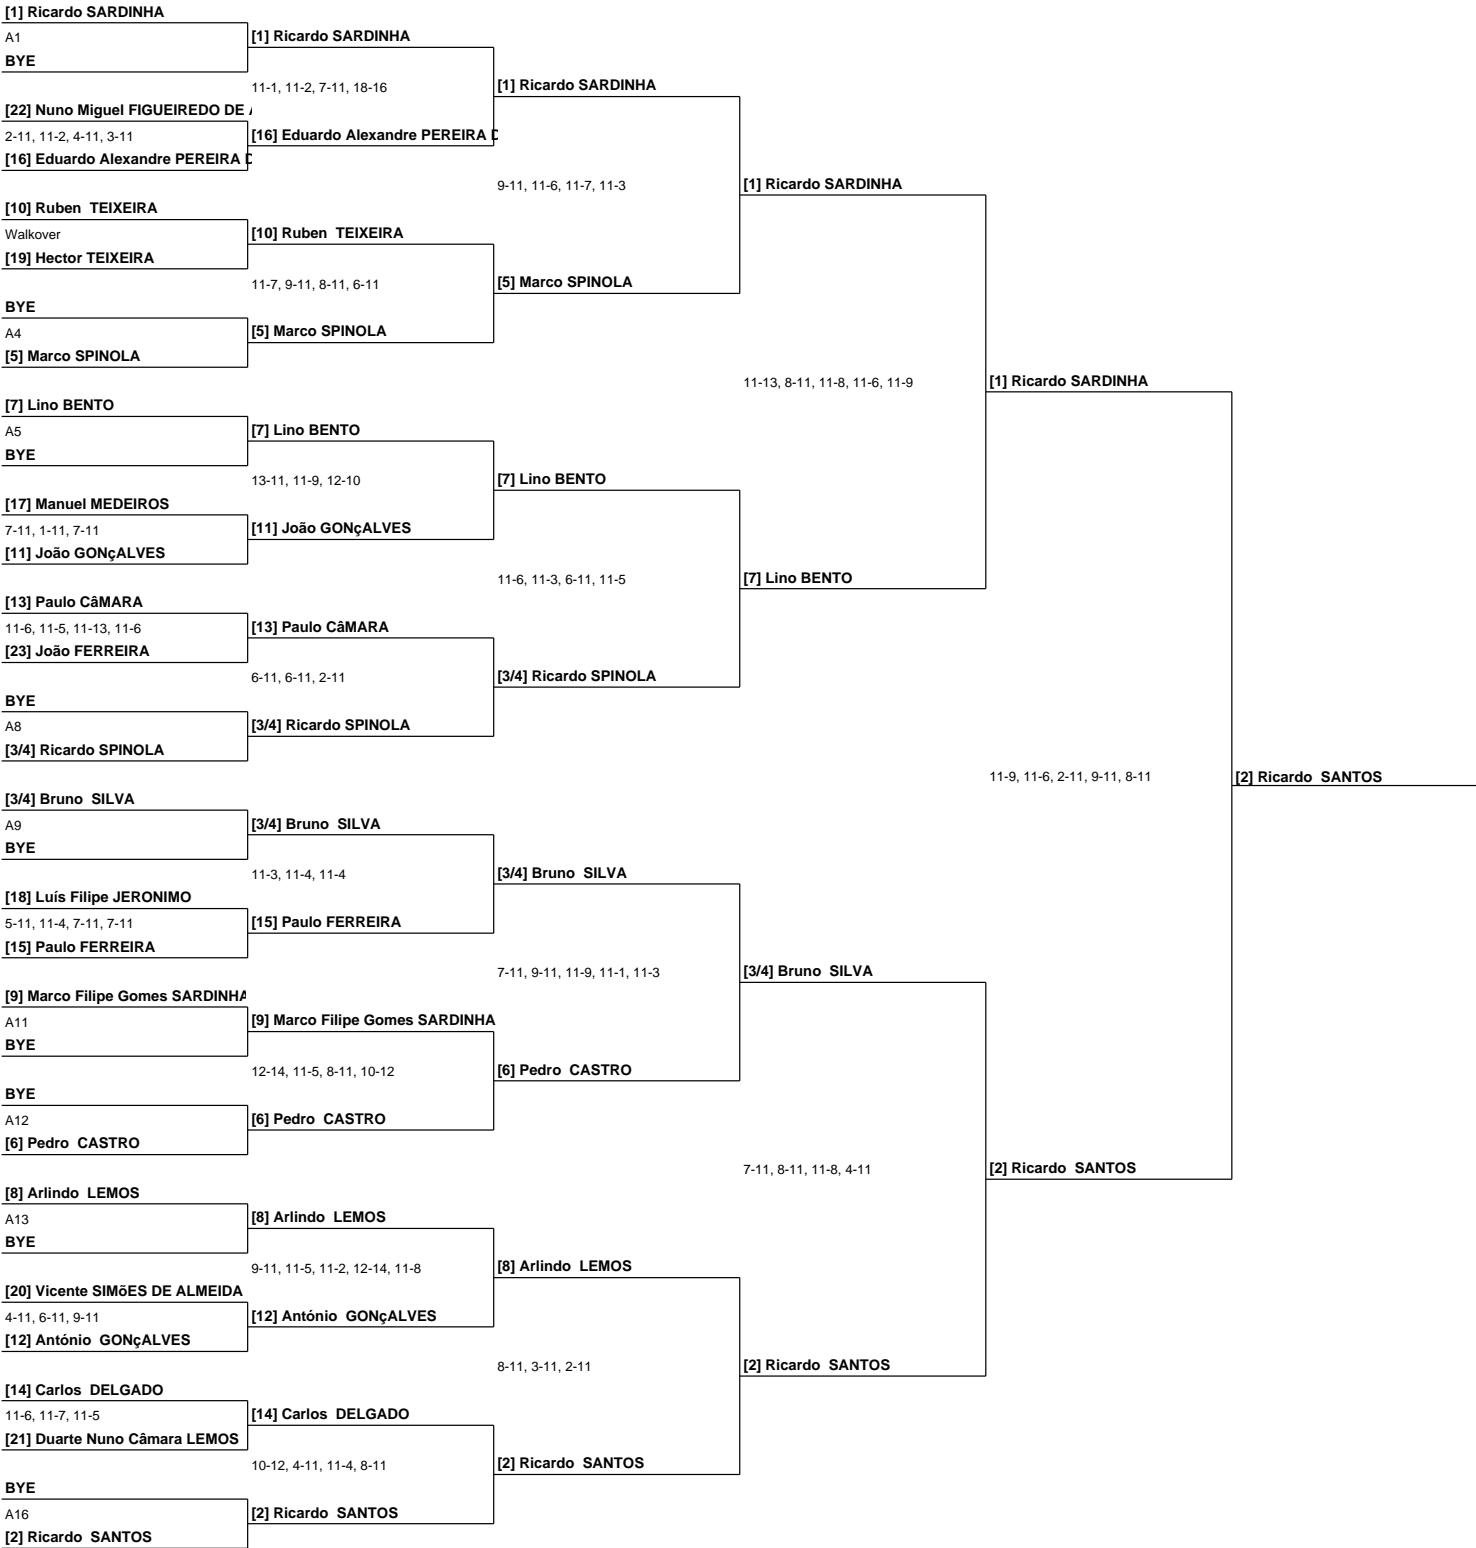 [1] Ricardo SARDINHA
A1
[1] Ricardo SARDINHA
BYE
11-1, 11-2, 7-11, 18-16
[1] Ricardo SARDINHA
[22] Nuno Miguel FIGUEIREDO DE
2-11, 11-2, 4-11, 3-11
[16] Eduardo Alexandre PEREIRA
[16] Eduardo Alexandre PEREIRA
9-11, 11-6, 11-7, 11-3
[1] Ricardo SARDINHA
[10] Ruben TEIXEIRA
Walkover
[10] Ruben TEIXEIRA
[19] Hector TEIXEIRA
11-7, 9-11, 8-11, 6-11
[5] Marco SPINOLA
BYE
A4
[5] Marco SPINOLA
[5] Marco SPINOLA
11-13, 8-11, 11-8, 11-6, 11-9
[1] Ricardo SARDINHA
[7] Lino BENTO
A5
[7] Lino BENTO
BYE
13-11, 11-9, 12-10
[7] Lino BENTO
[17] Manuel MEDEIROS
7-11, 1-11, 7-11
[11] João GONçALVES
[11] João GONçALVES
11-6, 11-3, 6-11, 11-5
[7] Lino BENTO
[13] Paulo CâMARA
11-6, 11-5, 11-13, 11-6
[13] Paulo CâMARA
[23] João FERREIRA
6-11, 6-11, 2-11
[3/4] Ricardo SPINOLA
BYE
A8
[3/4] Ricardo SPINOLA
[3/4] Ricardo SPINOLA
11-9, 11-6, 2-11, 9-11, 8-11
[2] Ricardo SANTOS
[3/4] Bruno SILVA
A9
[3/4] Bruno SILVA
BYE
11-3, 11-4, 11-4
[3/4] Bruno SILVA
[18] Luís Filipe JERONIMO
5-11, 11-4, 7-11, 7-11
[15] Paulo FERREIRA
[15] Paulo FERREIRA
7-11, 9-11, 11-9, 11-1, 11-3
[3/4] Bruno SILVA
[9] Marco Filipe Gomes SARDINHA
A11
[9] Marco Filipe Gomes SARDINHA
BYE
12-14, 11-5, 8-11, 10-12
[6] Pedro CASTRO
BYE
A12
[6] Pedro CASTRO
[6] Pedro CASTRO
7-11, 8-11, 11-8, 4-11
[2] Ricardo SANTOS
[8] Arlindo LEMOS
A13
[8] Arlindo LEMOS
BYE
9-11, 11-5, 11-2, 12-14, 11-8
[8] Arlindo LEMOS
[20] Vicente SIMõES DE ALMEIDA
4-11, 6-11, 9-11
[12] António GONçALVES
[12] António GONçALVES
8-11, 3-11, 2-11
[2] Ricardo SANTOS
[14] Carlos DELGADO
11-6, 11-7, 11-5
[14] Carlos DELGADO
[21] Duarte Nuno Câmara LEMOS
10-12, 4-11, 11-4, 8-11
[2] Ricardo SANTOS
BYE
A16
[2] Ricardo SANTOS
[2] Ricardo SANTOS